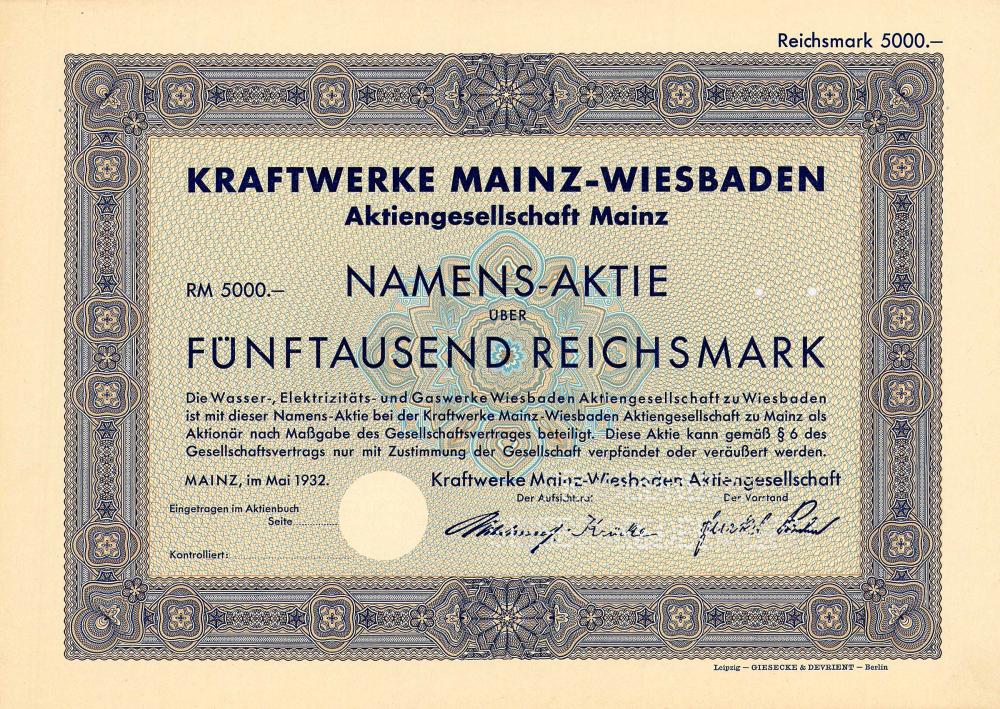 Reichsmark 5000.—
KRAFTWERKE MAINZ-WIESBADEN
Aktiengesellschaft Mainz
RM 5000.— NAMENS-AKTIE
ÜBER
FÜNFTAUSEND REICHSMARK
Die Wasser-, Elektrizitäts- und Gaswerke Wiesbaden Aktiengesellschaft zu Wiesbaden
ist mit dieser Namens-Aktie bei der Kraftwerke Mainz-Wiesbaden Aktiengesellschaft zu Mainz als
Aktionär nach Maßgabe des Gesellschaftsvertrages beteiligt. Diese Aktie kann gemäß § 6 des
Gesellschaftsvertrags nur mit Zustimmung der Gesellschaft verpfändet oder veräußert werden.
MAINZ, im Mai 1932. Kraftwerke Mainz-Wiesbaden Aktiengesellschaft
Der Aufsichtsrat Der Vorstand
Eingetragen im Aktienbuch
Seite
Kontrolliert:
Leipzig — GIESECKE & DEVRIENT — Berlin